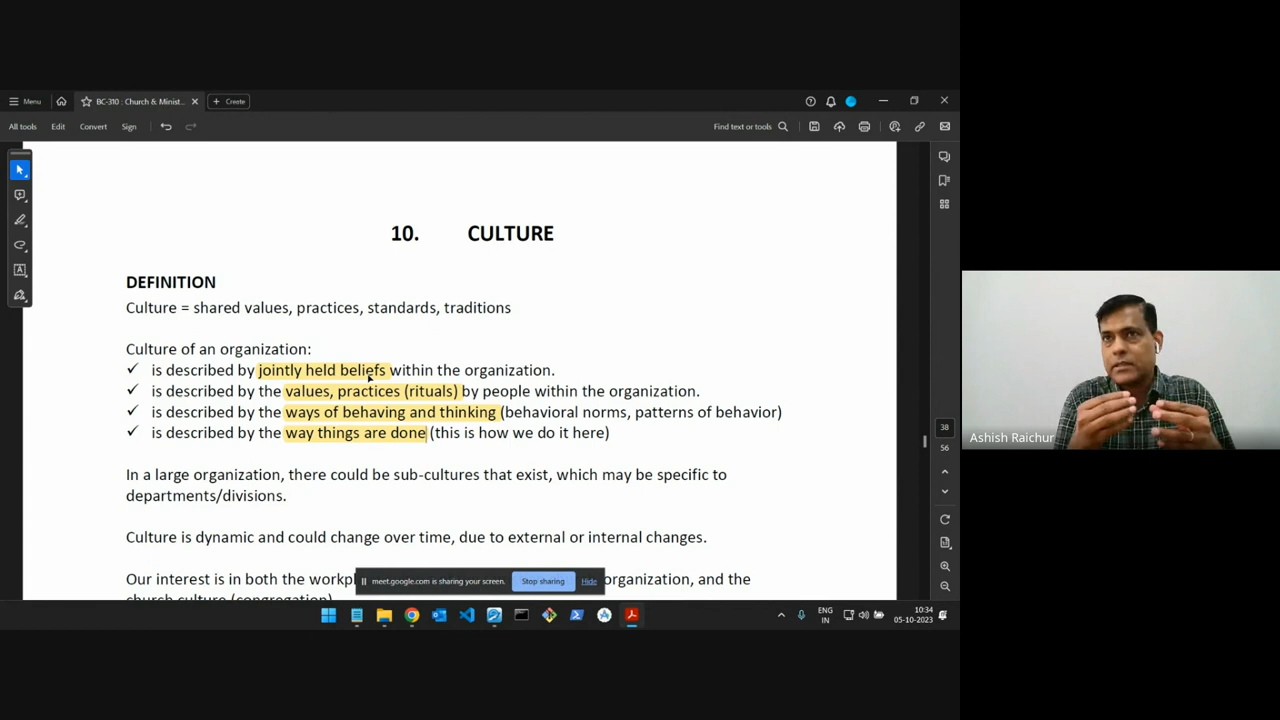 Menu
BC-310 : Church & Minist...
Create
All tools Edit Convert Sign
Find text or tools
10. CULTURE
DEFINITION
Culture = shared values, practices, standards, traditions
Culture of an organization:
✓ is described by jointly held beliefs within the organization.
✓ is described by the values, practices (rituals) by people within the organization.
✓ is described by the ways of behaving and thinking (behavioral norms, patterns of behavior)
✓ is described by the way things are done (this is how we do it here)
In a large organization, there could be sub-cultures that exist, which may be specific to
departments/divisions.
Culture is dynamic and could change over time, due to external or internal changes.
Our interest is in both the workpl organization, and the
church culture (congregation)
meet.google.com is sharing your screen. Stop sharing Hide
38
56
Ashish Raichur
ENG
IN
10:34
05-10-2023